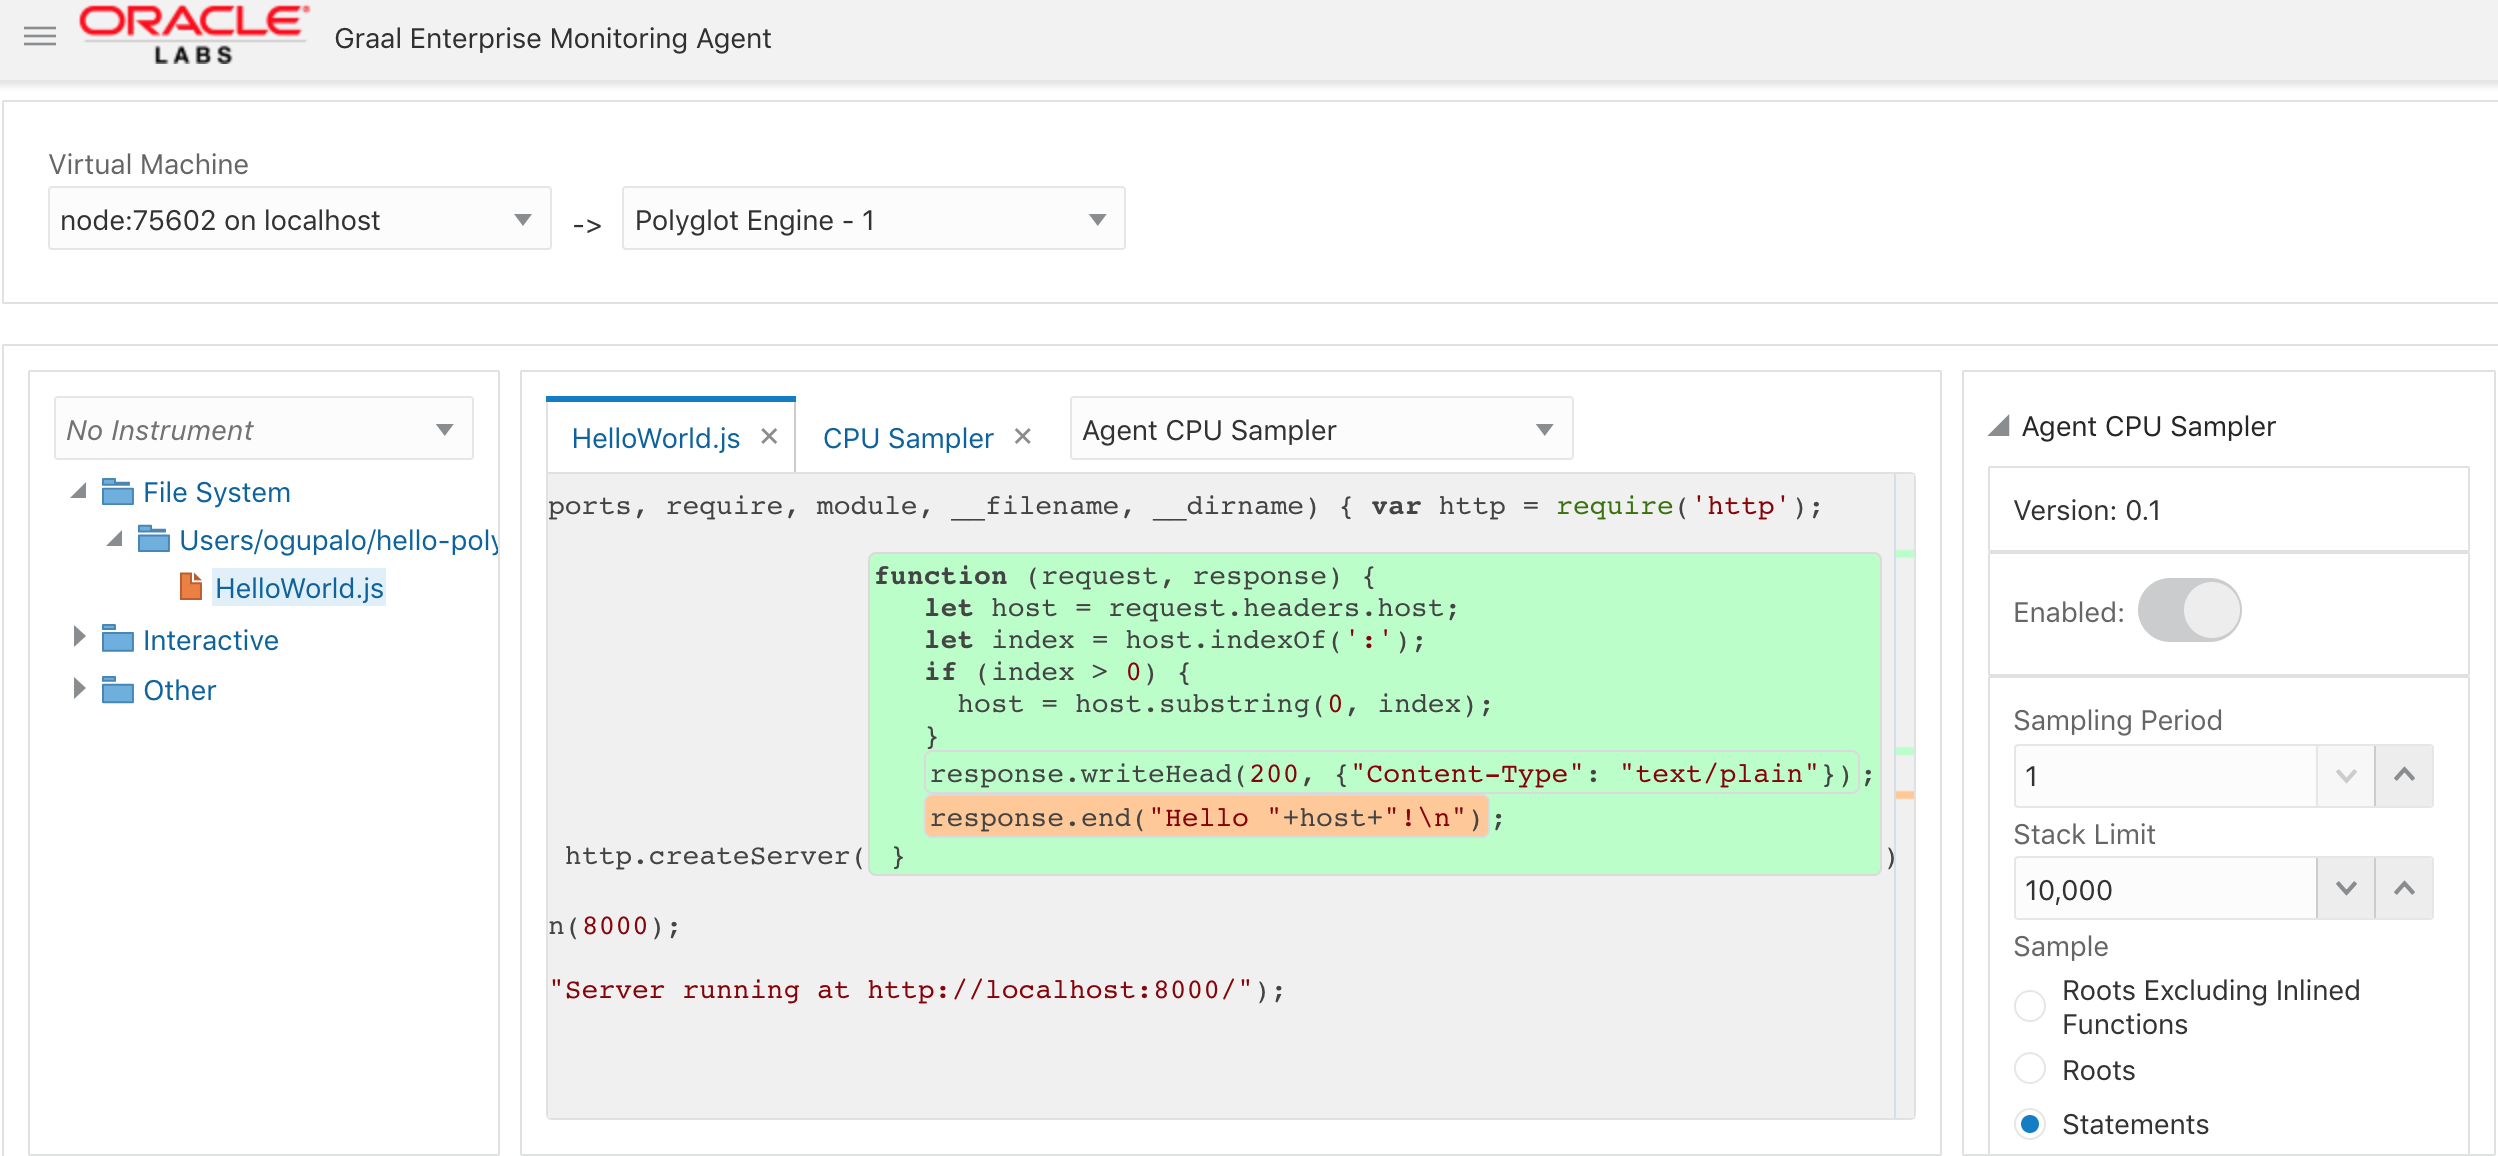 ORACLE
LABS
Graal Enterprise Monitoring Agent
Virtual Machine
node:75602 on localhost
->
Polyglot Engine - 1
No Instrument
File System
Users/ogupalo/hello-poly
HelloWorld.js
Interactive
Other
HelloWorld.js
CPU Sampler
Agent CPU Sampler
ports, require, module, __filename, __dirname) { var http = require('http');
function (request, response) {
let host = request.headers.host;
let index = host.indexOf(':');
if (index > 0) {
host = host.substring(0, index);
}
response.writeHead(200, {"Content-Type": "text/plain"});
response.end("Hello "+host+"!\n");
http.createServer( } )
n(8000);
"Server running at http://localhost:8000/");
Agent CPU Sampler
Version: 0.1
Enabled:
Sampling Period
1
Stack Limit
10,000
Sample
Roots Excluding Inlined
Functions
Roots
Statements